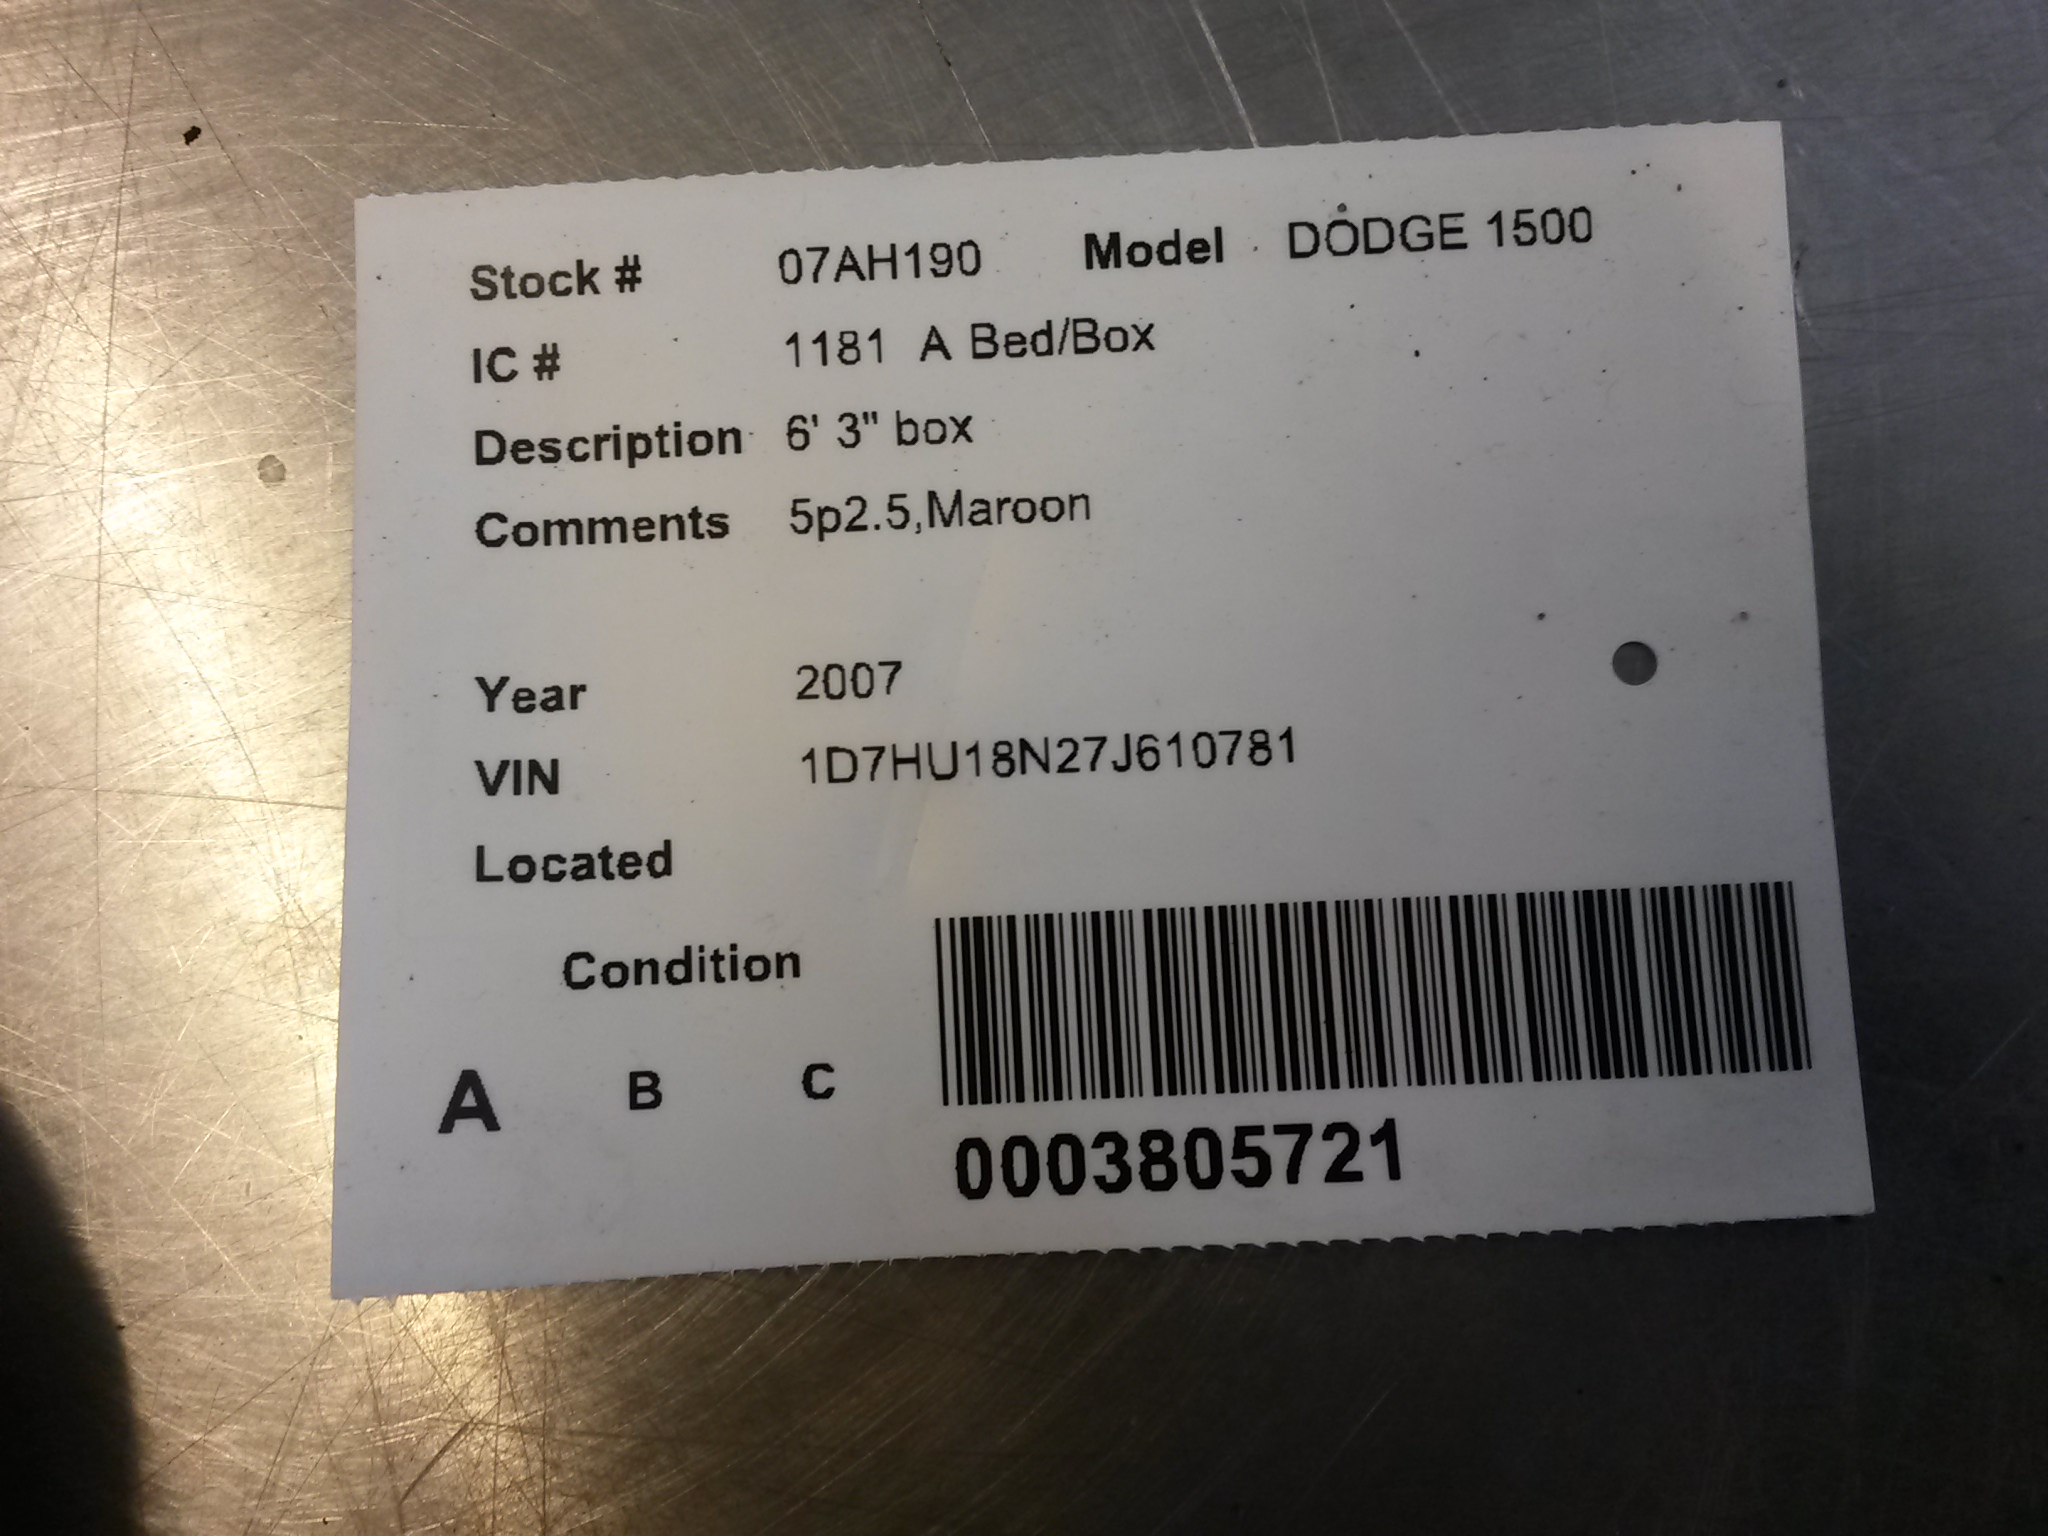 Stock # 07AH190 Model DODGE 1500
IC # 1181 A Bed/Box
Description 6' 3" box
Comments 5p2.5,Maroon
Year 2007
VIN 1D7HU18N27J610781
Located
Condition
A B C
0003805721